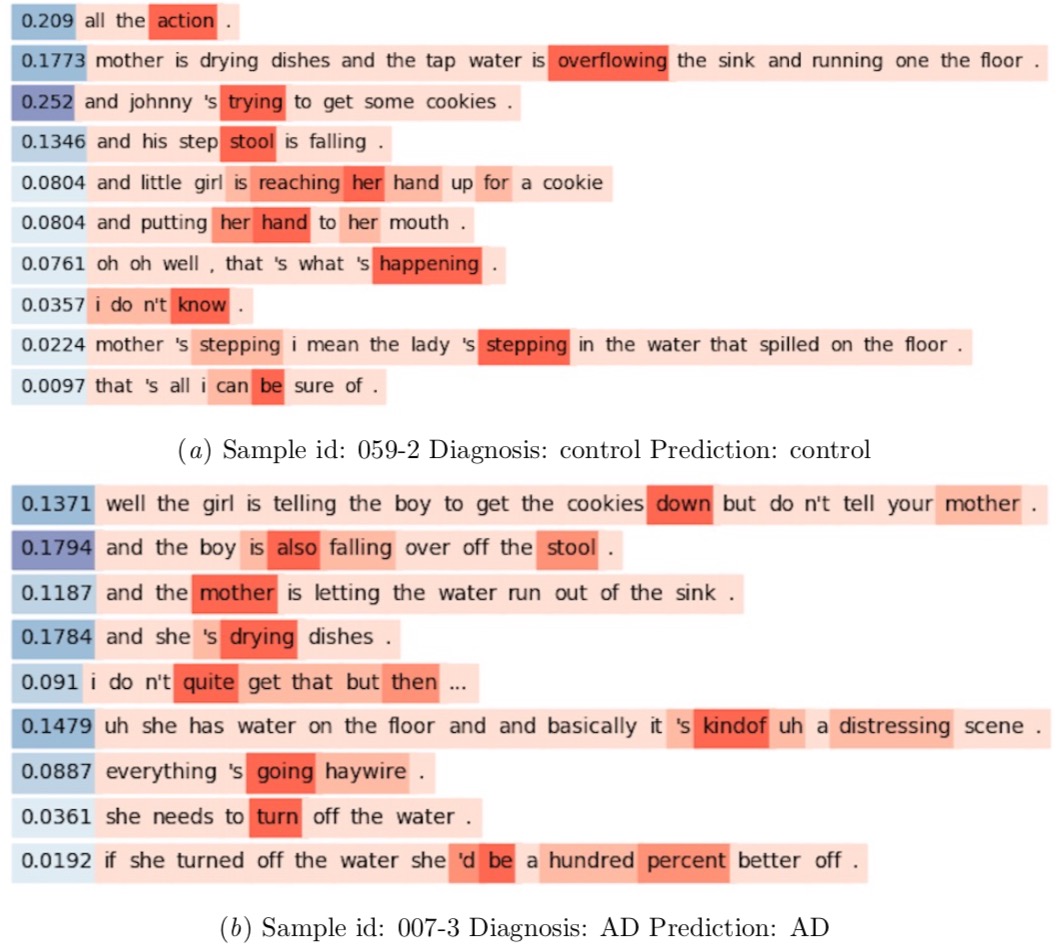 0.209 all the action .
0.1773 mother is drying dishes and the tap water is overflowing the sink and running one the floor .
0.252 and johnny 's trying to get some cookies .
0.1346 and his step stool is falling .
0.0804 and little girl is reaching her hand up for a cookie
0.0804 and putting her hand to her mouth .
0.0761 oh oh well , that 's what 's happening .
0.0357 i do n't know .
0.0224 mother 's stepping i mean the lady 's stepping in the water that spilled on the floor .
0.0097 that 's all i can be sure of .
(a) Sample id: 059-2 Diagnosis: control Prediction: control
0.1371 well the girl is telling the boy to get the cookies down but do n't tell your mother .
0.1794 and the boy is also falling over off the stool .
0.1187 and the mother is letting the water run out of the sink .
0.1784 and she 's drying dishes .
0.091 i do n't quite get that but then ...
0.1479 uh she has water on the floor and and basically it 's kindof uh a distressing scene .
0.0887 everything 's going haywire .
0.0361 she needs to turn off the water .
0.0192 if she turned off the water she 'd be a hundred percent better off .
(b) Sample id: 007-3 Diagnosis: AD Prediction: AD